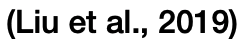 (Liu et al., 2019)